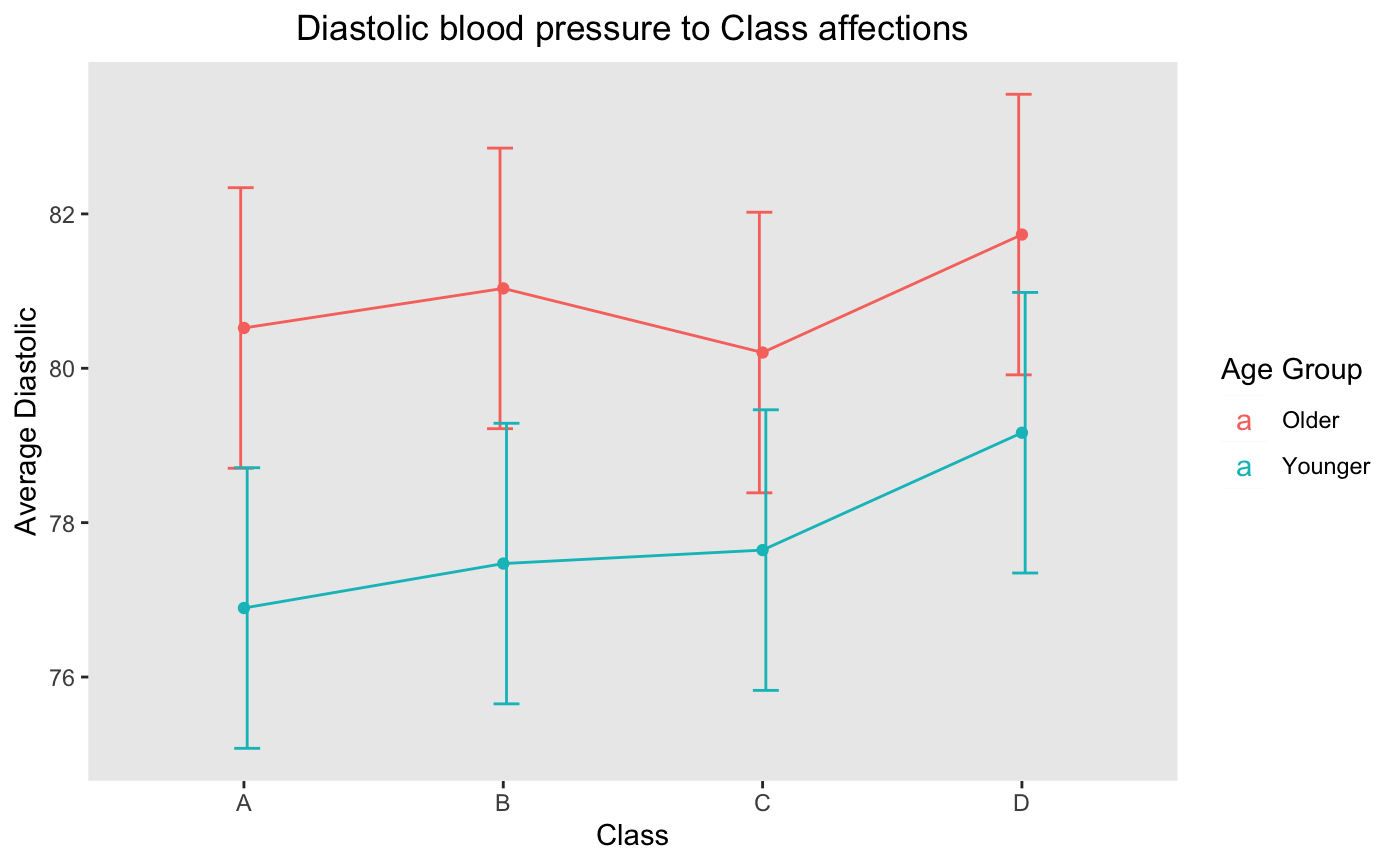 Diastolic blood pressure to Class affections
Average Diastolic
82
80
78
76
A
B
C
D
Class
Age Group
a Older
a Younger